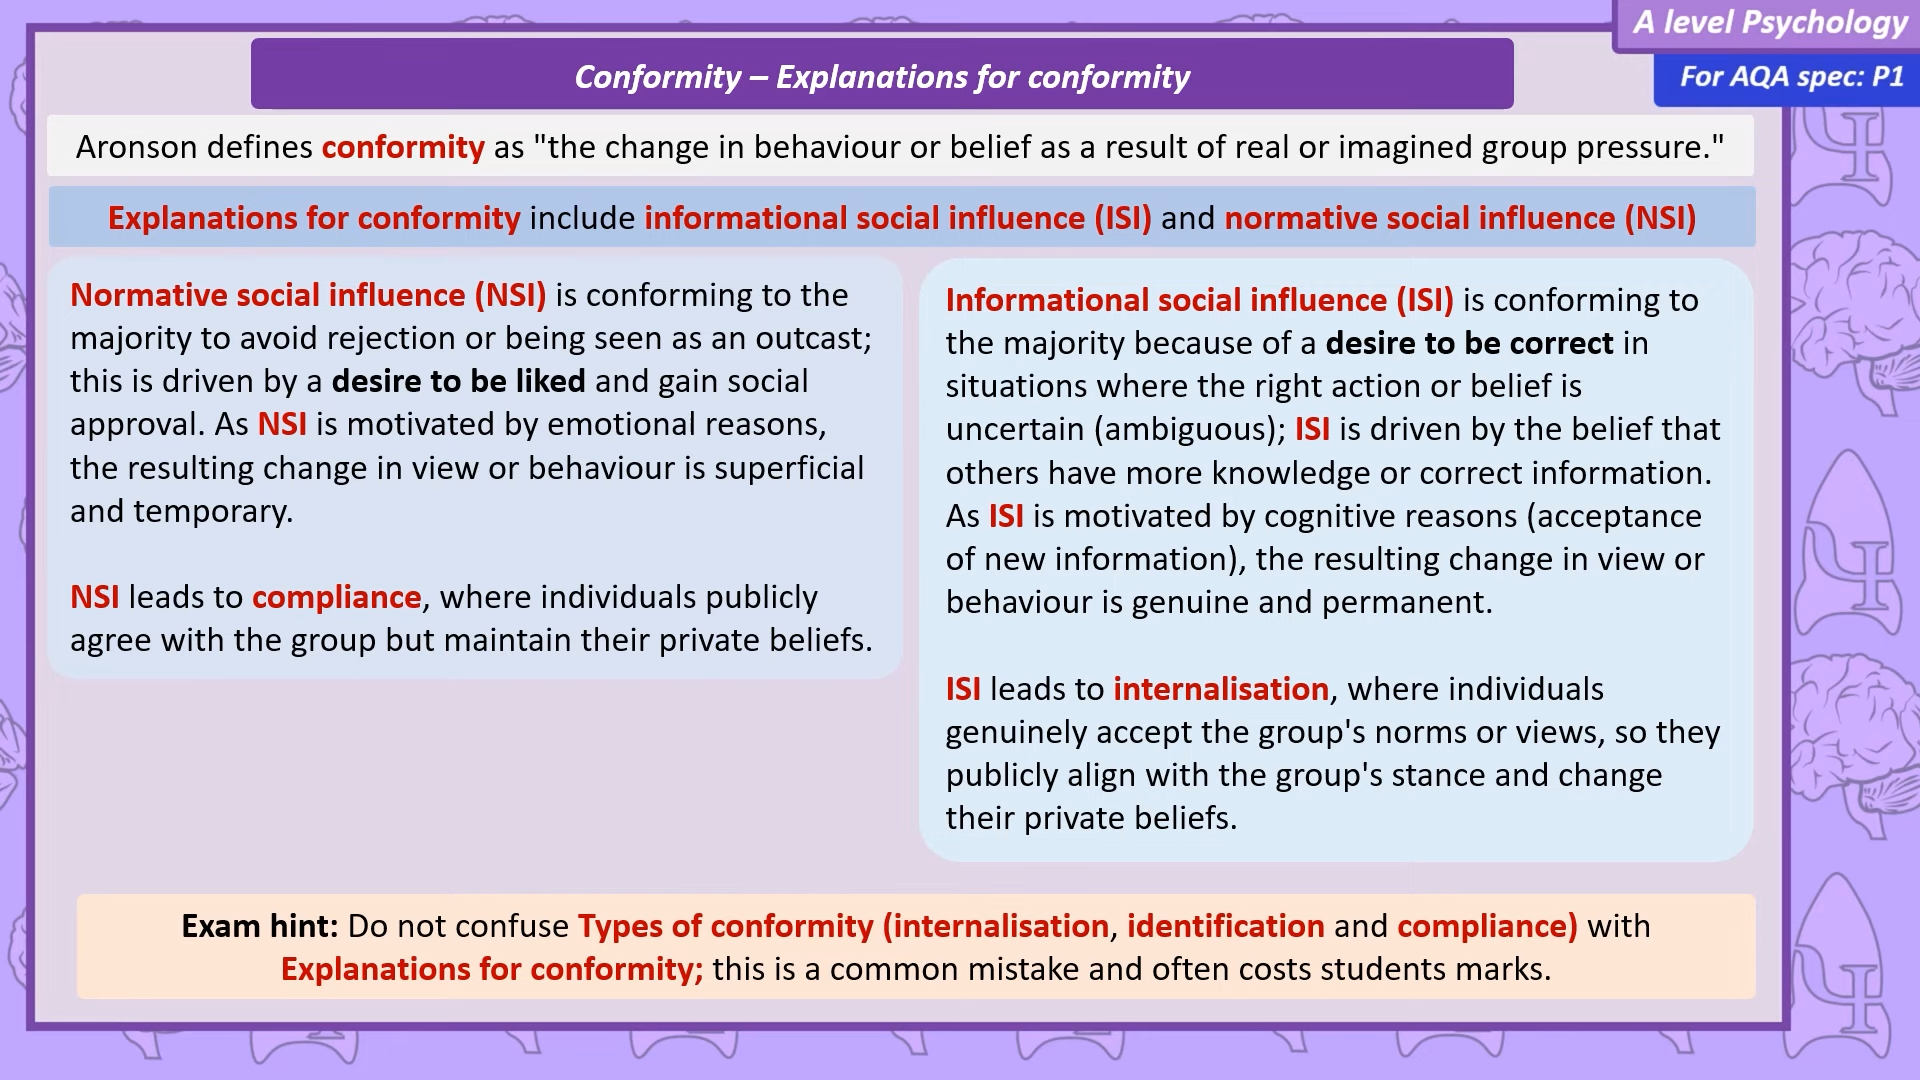 A level Psychology
For AQA spec: P1
Conformity – Explanations for conformity
Aronson defines conformity as "the change in behaviour or belief as a result of real or imagined group pressure."
Explanations for conformity include informational social influence (ISI) and normative social influence (NSI)
Normative social influence (NSI) is conforming to the
majority to avoid rejection or being seen as an outcast;
this is driven by a desire to be liked and gain social
approval. As NSI is motivated by emotional reasons,
the resulting change in view or behaviour is superficial
and temporary.
NSI leads to compliance, where individuals publicly
agree with the group but maintain their private beliefs.
Informational social influence (ISI) is conforming to
the majority because of a desire to be correct in
situations where the right action or belief is
uncertain (ambiguous); ISI is driven by the belief that
others have more knowledge or correct information.
As ISI is motivated by cognitive reasons (acceptance
of new information), the resulting change in view or
behaviour is genuine and permanent.
ISI leads to internalisation, where individuals
genuinely accept the group's norms or views, so they
publicly align with the group's stance and change
their private beliefs.
Exam hint: Do not confuse Types of conformity (internalisation, identification and compliance) with
Explanations for conformity; this is a common mistake and often costs students marks.